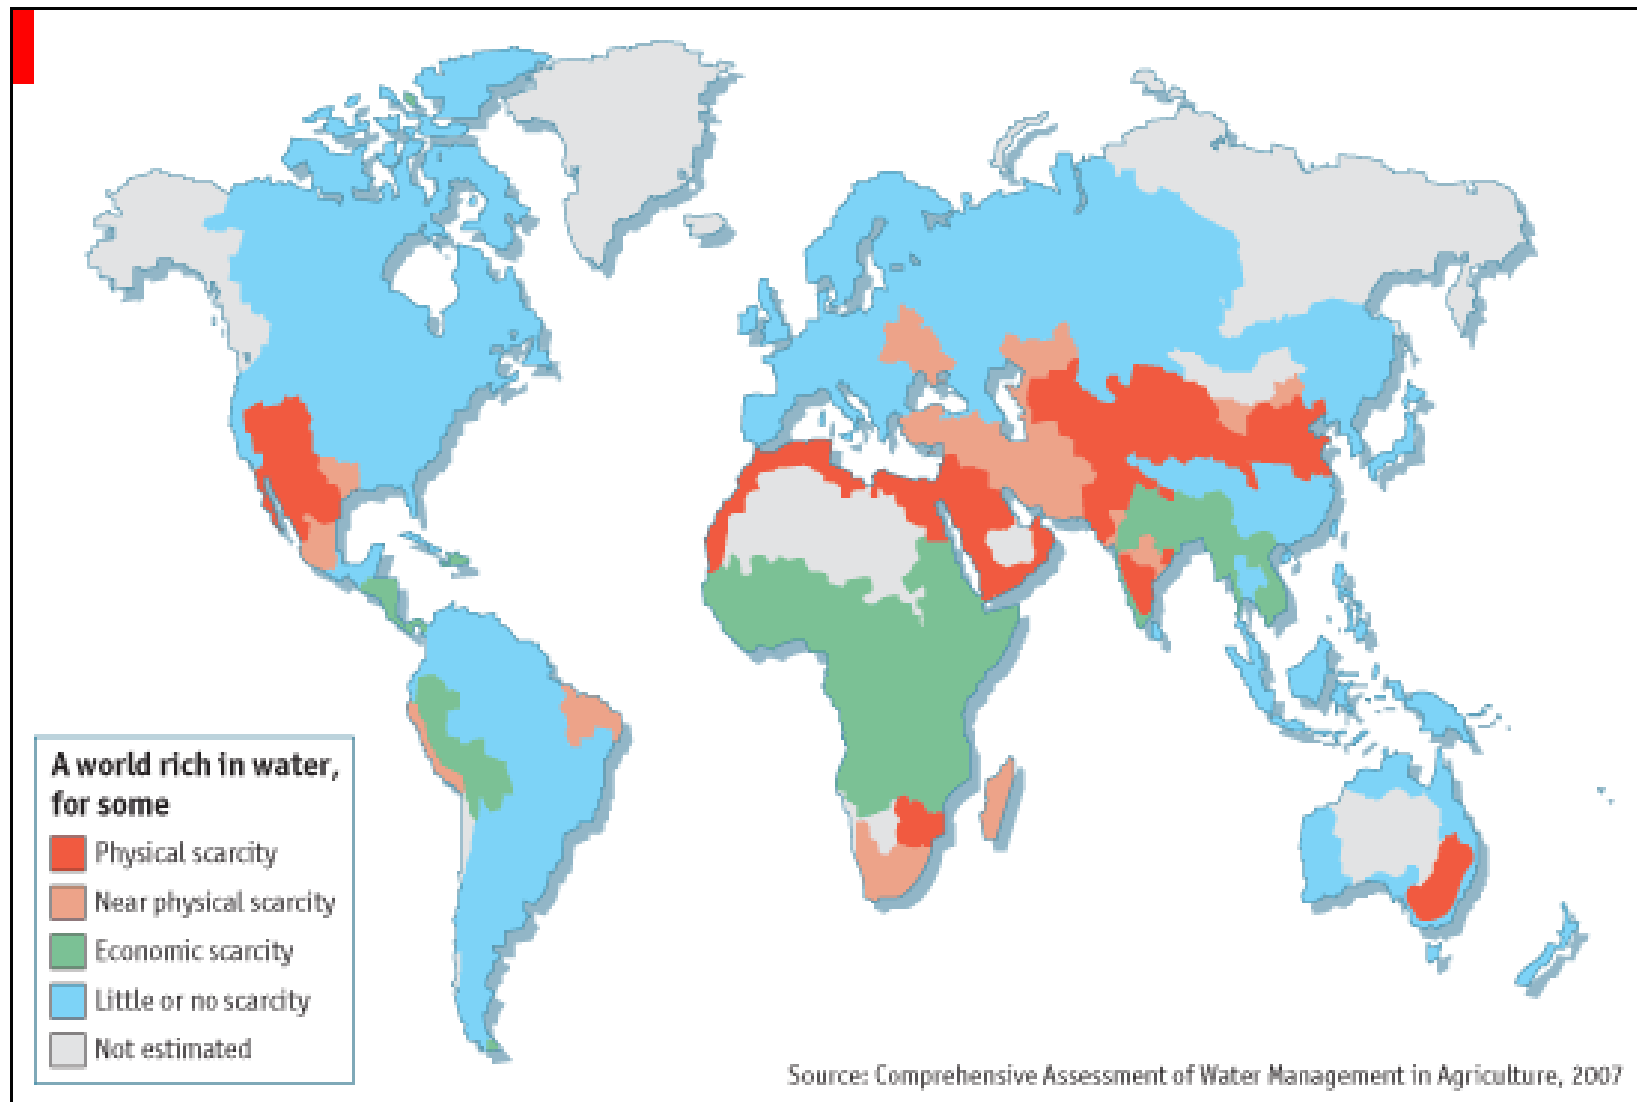 A world rich in water,
for some
Physical scarcity
Near physical scarcity
Economic scarcity
Little or no scarcity
Not estimated
Source: Comprehensive Assessment of Water Management in Agriculture, 2007